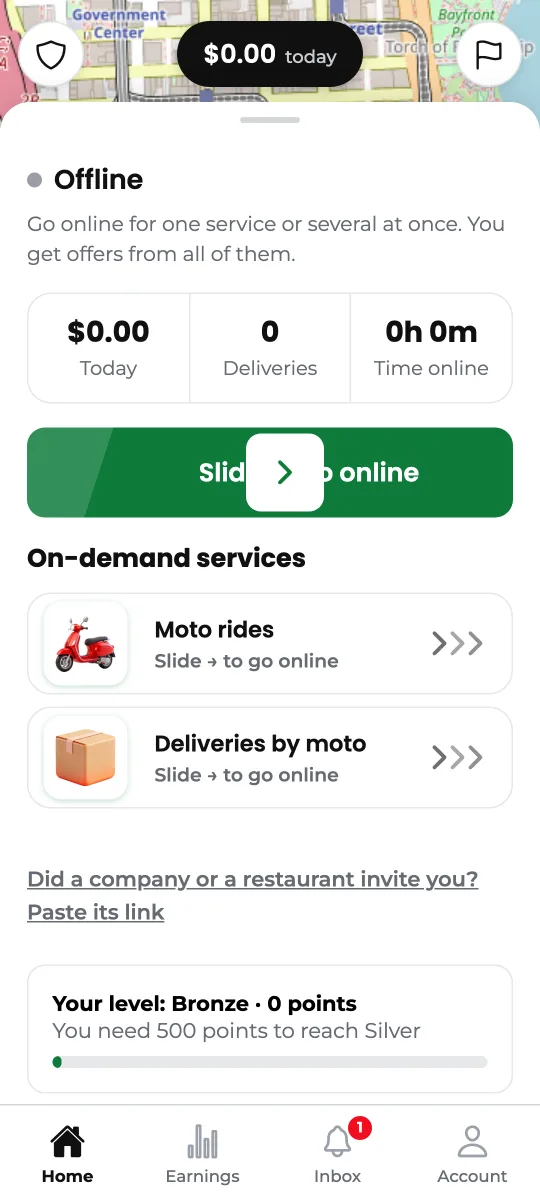 Government
Center
Bayfront
$0.00 today
Offline
Go online for one service or several at once. You
get offers from all of them.
$0.00
0
0h 0m
Today
Deliveries
Time online
online
On-demand services
Moto rides
Slide → to go online
Deliveries by moto
Slide → to go online
Did a company or a restaurant invite you?
Paste its link
Your level: Bronze · 0 points
You need 500 points to reach Silver
1
Home
Earnings
Inbox
Account